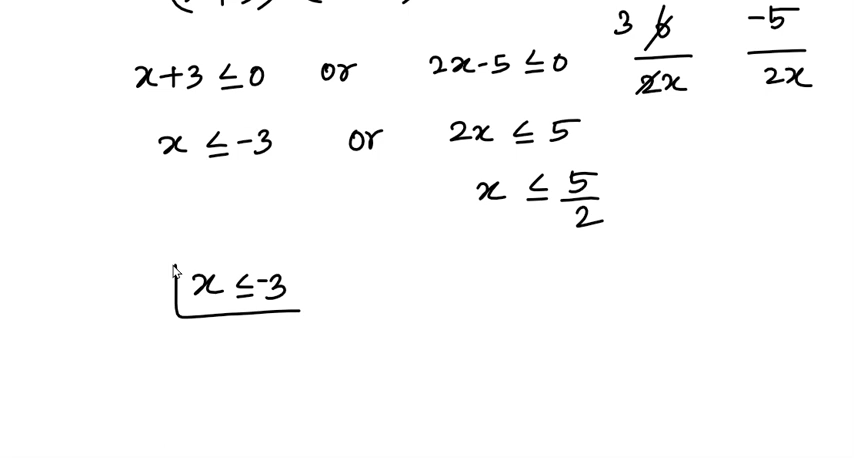 x+3 ≤ 0 or 2x-5 ≤ 0
3 6/2x -5/2x
x ≤ -3 or 2x ≤ 5
x ≤ 5/2
x ≤ -3